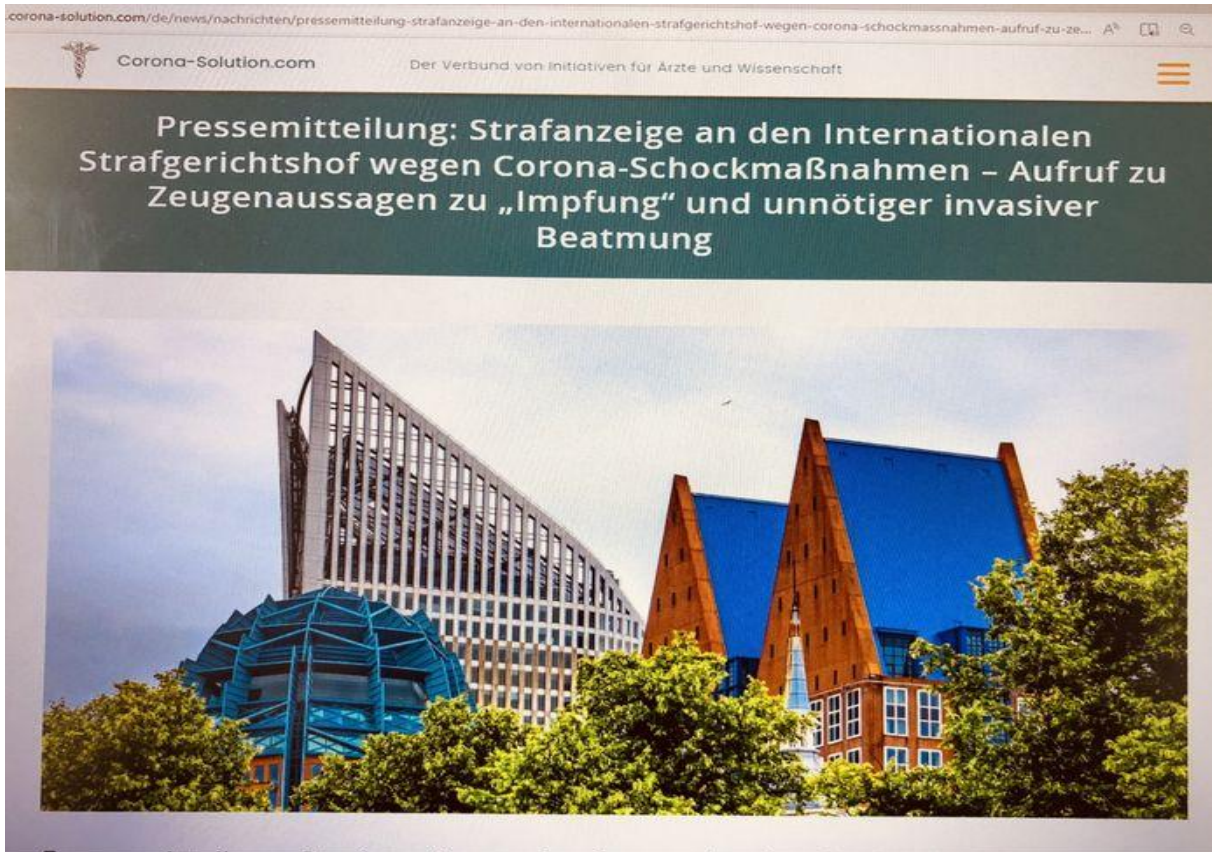 .corona-solution.com/de/news/nachrichten/pressemitteilung-strafanzeige-an-den-internationalen-strafgerichtshof-wegen-corona-schockmassnahmen-aufruf-zu-ze...
Corona-Solution.com Der Verbund von Initiativen für Ärzte und Wissenschaft
Pressemitteilung: Strafanzeige an den Internationalen
Strafgerichtshof wegen Corona-Schockmaßnahmen – Aufruf zu
Zeugenaussagen zu „Impfung“ und unnötiger invasiver
Beatmung